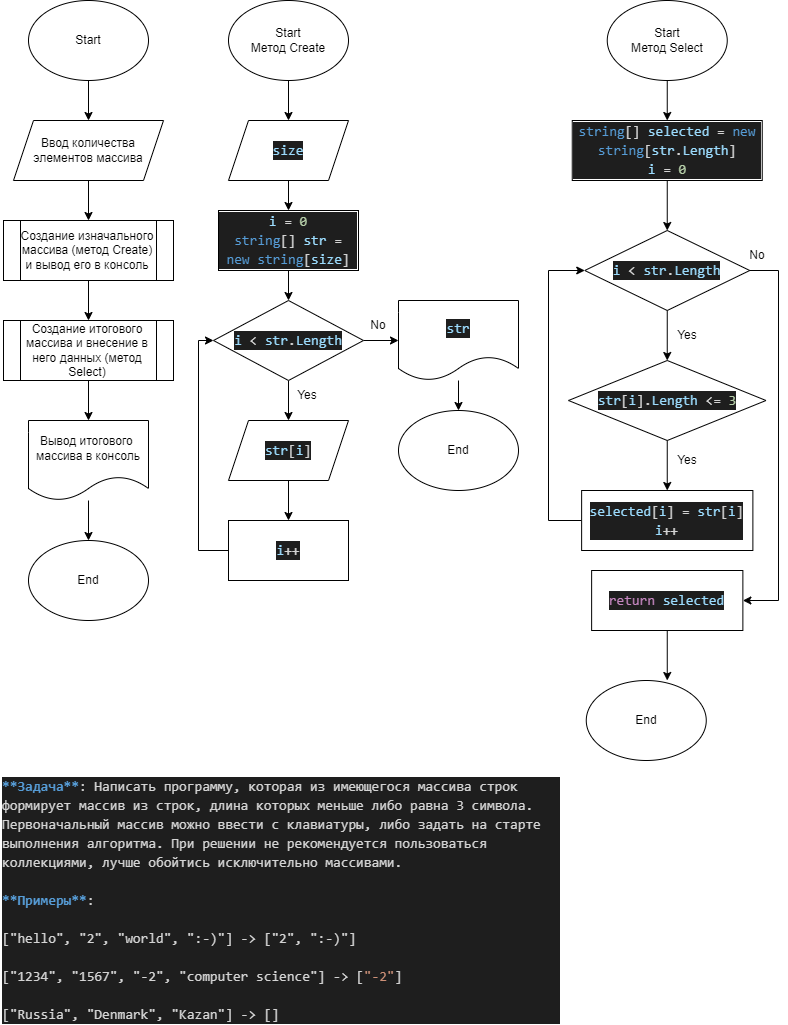 Start
Ввод количества
элементов массива
Создание изначального
массива (метод Create)
и вывод его в консоль
Создание итогового
массива и внесение в
него данных (метод
Select)
Вывод итогового
массива в консоль
End
Start
Метод Create
size
i = 0
string[] str =
new string[size]
i < str.Length
No
str
Yes
End
str[i]
i++
Start
Метод Select
string[] selected = new
string[str.Length]
i = 0
i < str.Length
No
Yes
str[i].Length <= 3
Yes
selected[i] = str[i]
i++
return selected
End
**Задача**: Написать программу, которая из имеющегося массива строк
формирует массив из строк, длина которых меньше либо равна 3 символа.
Первоначальный массив можно ввести с клавиатуры, либо задать на старте
выполнения алгоритма. При решении не рекомендуется пользоваться
коллекциями, лучше обойтись исключительно массивами.
**Примеры**:
["hello", "2", "world", ":-)"] -> ["2", ":-)"]
["1234", "1567", "-2", "computer science"] -> ["-2"]
["Russia", "Denmark", "Kazan"] -> []